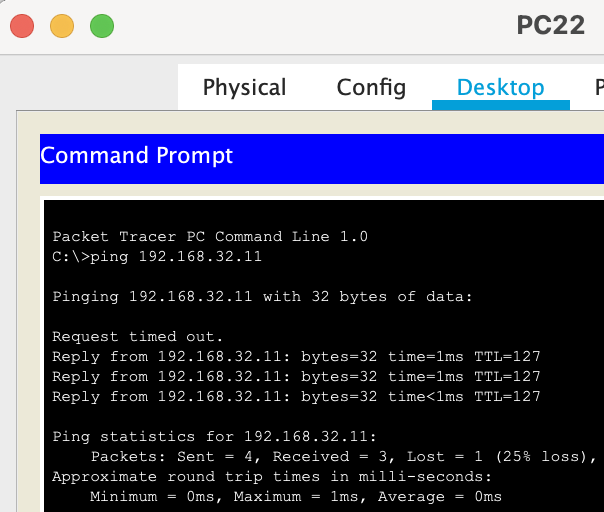 PC22
Physical Config Desktop P
Command Prompt
Packet Tracer PC Command Line 1.0
C:\>ping 192.168.32.11
Pinging 192.168.32.11 with 32 bytes of data:
Request timed out.
Reply from 192.168.32.11: bytes=32 time=1ms TTL=127
Reply from 192.168.32.11: bytes=32 time=1ms TTL=127
Reply from 192.168.32.11: bytes=32 time<1ms TTL=127
Ping statistics for 192.168.32.11:
Packets: Sent = 4, Received = 3, Lost = 1 (25% loss),
Approximate round trip times in milli-seconds:
Minimum = 0ms, Maximum = 1ms, Average = 0ms